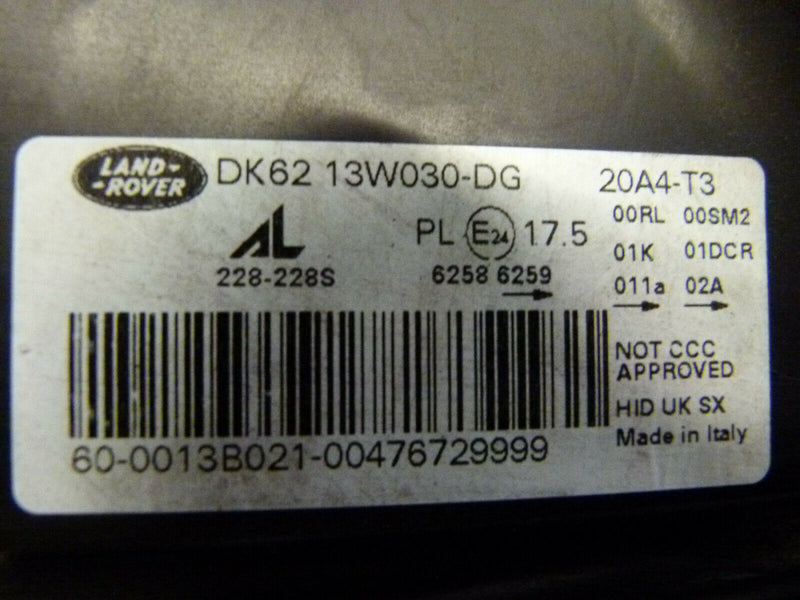 LAND-
-ROVER
DK62 13W030-DG
20A4-T3
AL
228-228S
PL E24 17.5
6258 6259
00RL 00SM2
01K 01DCR
011a 02A
NOT CCC
APPROVED
HID UK SX
Made in Italy
60-0013B021-00476729999